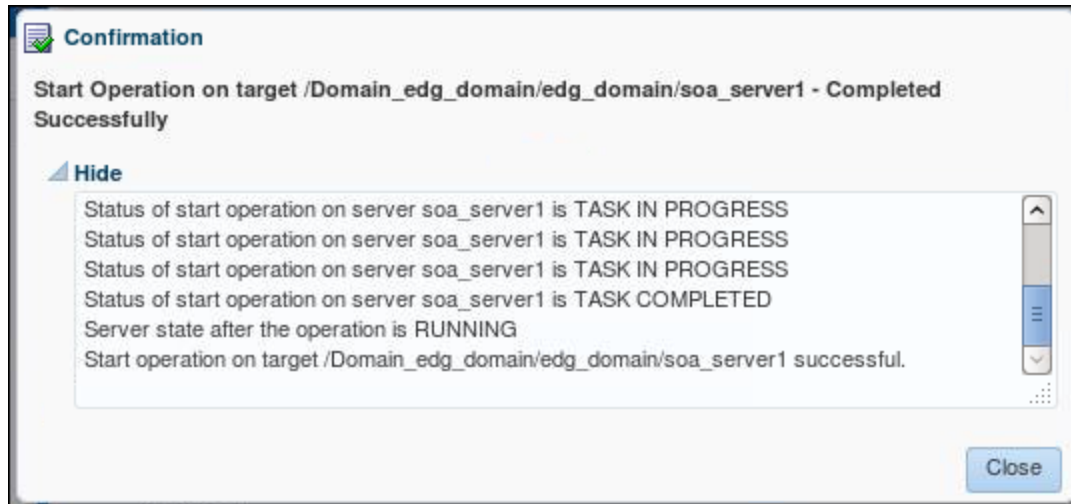 Confirmation
Start Operation on target /Domain_edg_domain/edg_domain/soa_server1 - Completed
Successfully
Hide
Status of start operation on server soa_server1 is TASK IN PROGRESS
Status of start operation on server soa_server1 is TASK IN PROGRESS
Status of start operation on server soa_server1 is TASK IN PROGRESS
Status of start operation on server soa_server1 is TASK COMPLETED
Server state after the operation is RUNNING
Start operation on target /Domain_edg_domain/edg_domain/soa_server1 successful.
Close